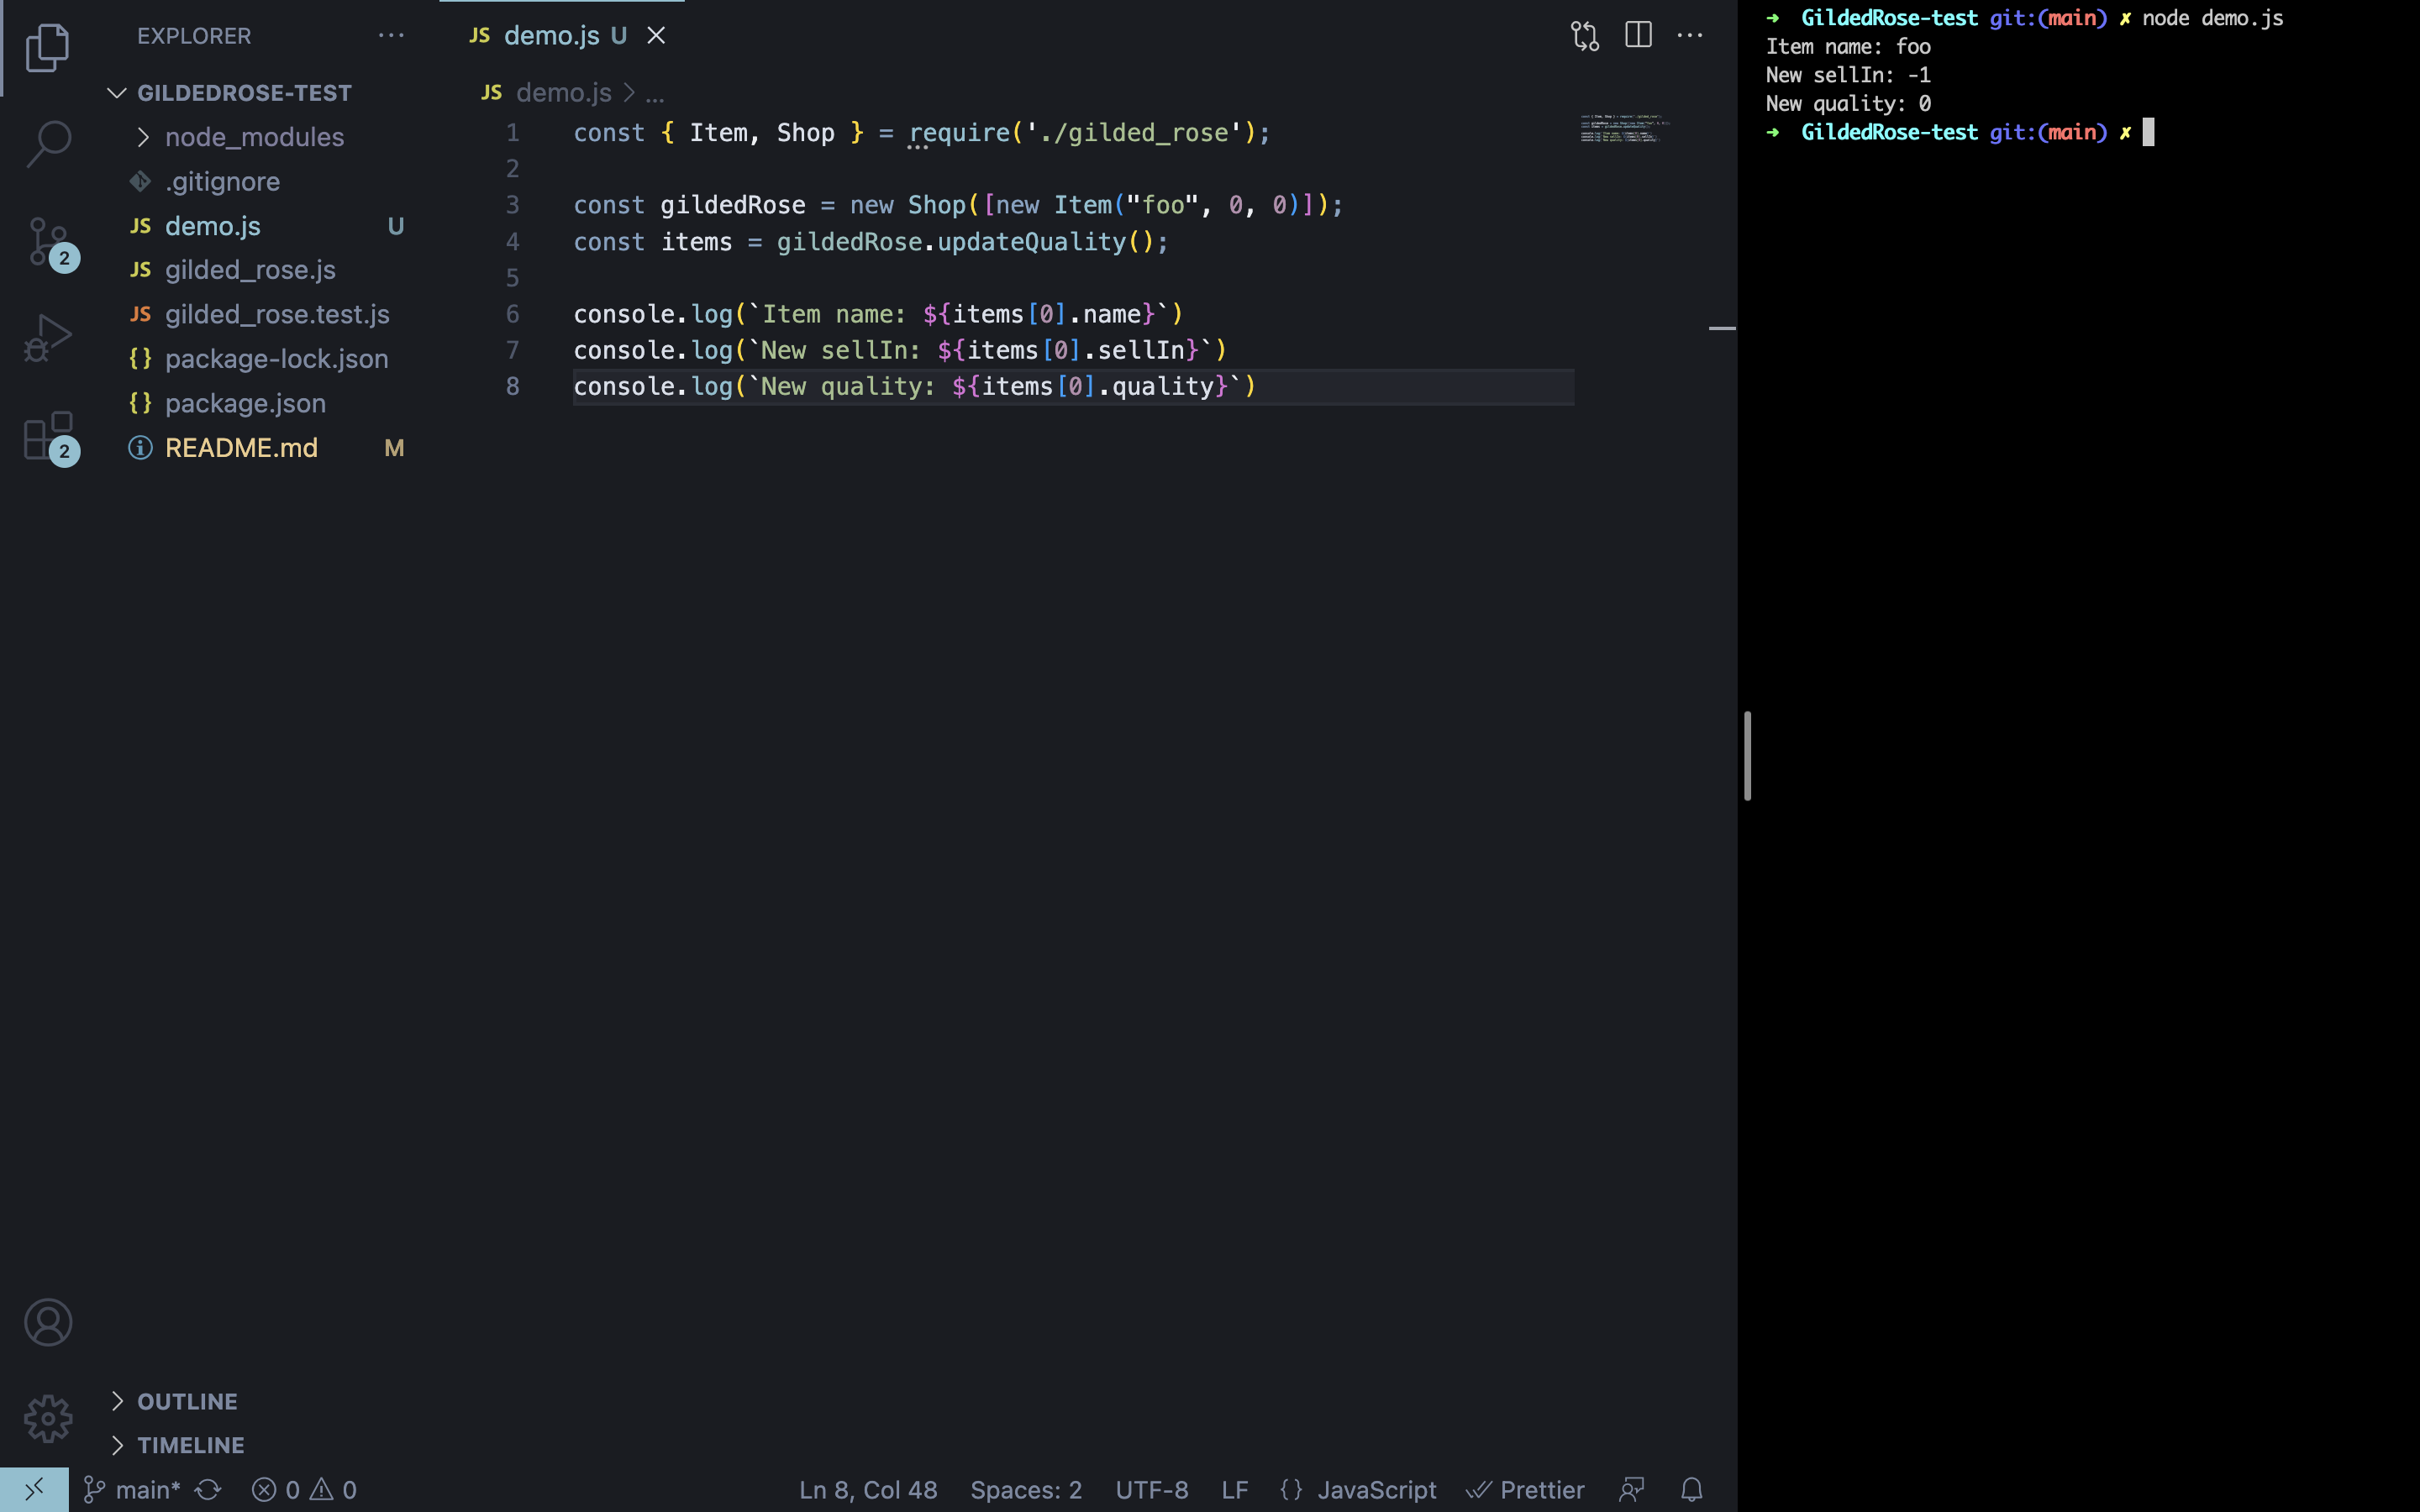 EXPLORER
GILDEDROSE-TEST
node_modules
.gitignore
JS demo.js U
JS gilded_rose.js
JS gilded_rose.test.js
{} package-lock.json
{} package.json
README.md M
2
2
OUTLINE
TIMELINE
JS demo.js U
JS demo.js > ...
1 const { Item, Shop } = require('./gilded_rose');
2
3 const gildedRose = new Shop([new Item("foo", 0, 0)]);
4 const items = gildedRose.updateQuality();
5
6 console.log(`Item name: ${items[0].name}`)
7 console.log(`New sellIn: ${items[0].sellIn}`)
8 console.log(`New quality: ${items[0].quality}`)
➜ GildedRose-test git:(main) ✗ node demo.js
Item name: foo
New sellIn: -1
New quality: 0
➜ GildedRose-test git:(main) ✗
main* 0 0 Ln 8, Col 48 Spaces: 2 UTF-8 LF {} JavaScript Prettier